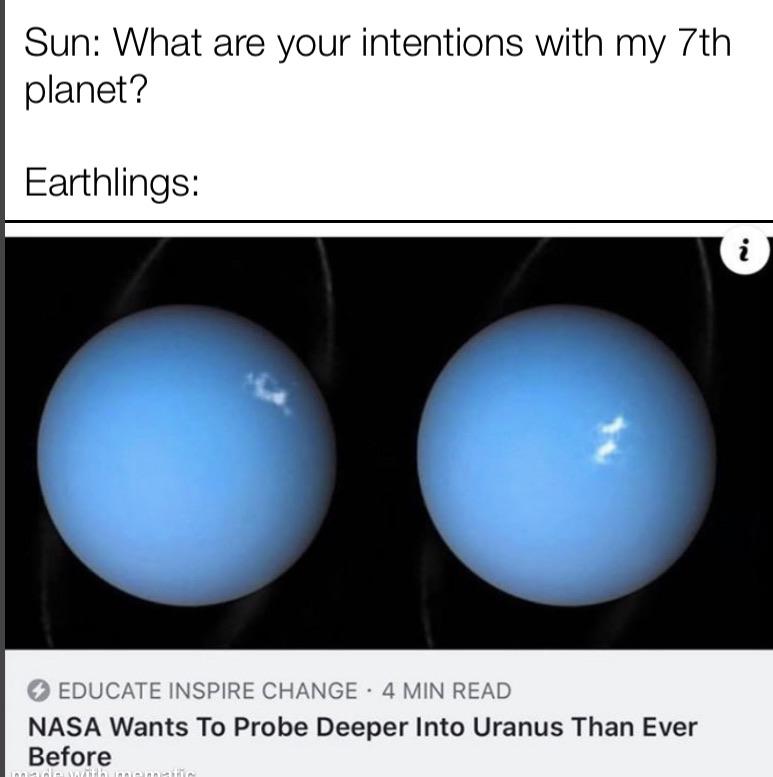 Sun: What are your intentions with my 7th
planet?
Earthlings:
i
EDUCATE INSPIRE CHANGE · 4 MIN READ
NASA Wants To Probe Deeper Into Uranus Than Ever
Before
made with mematic